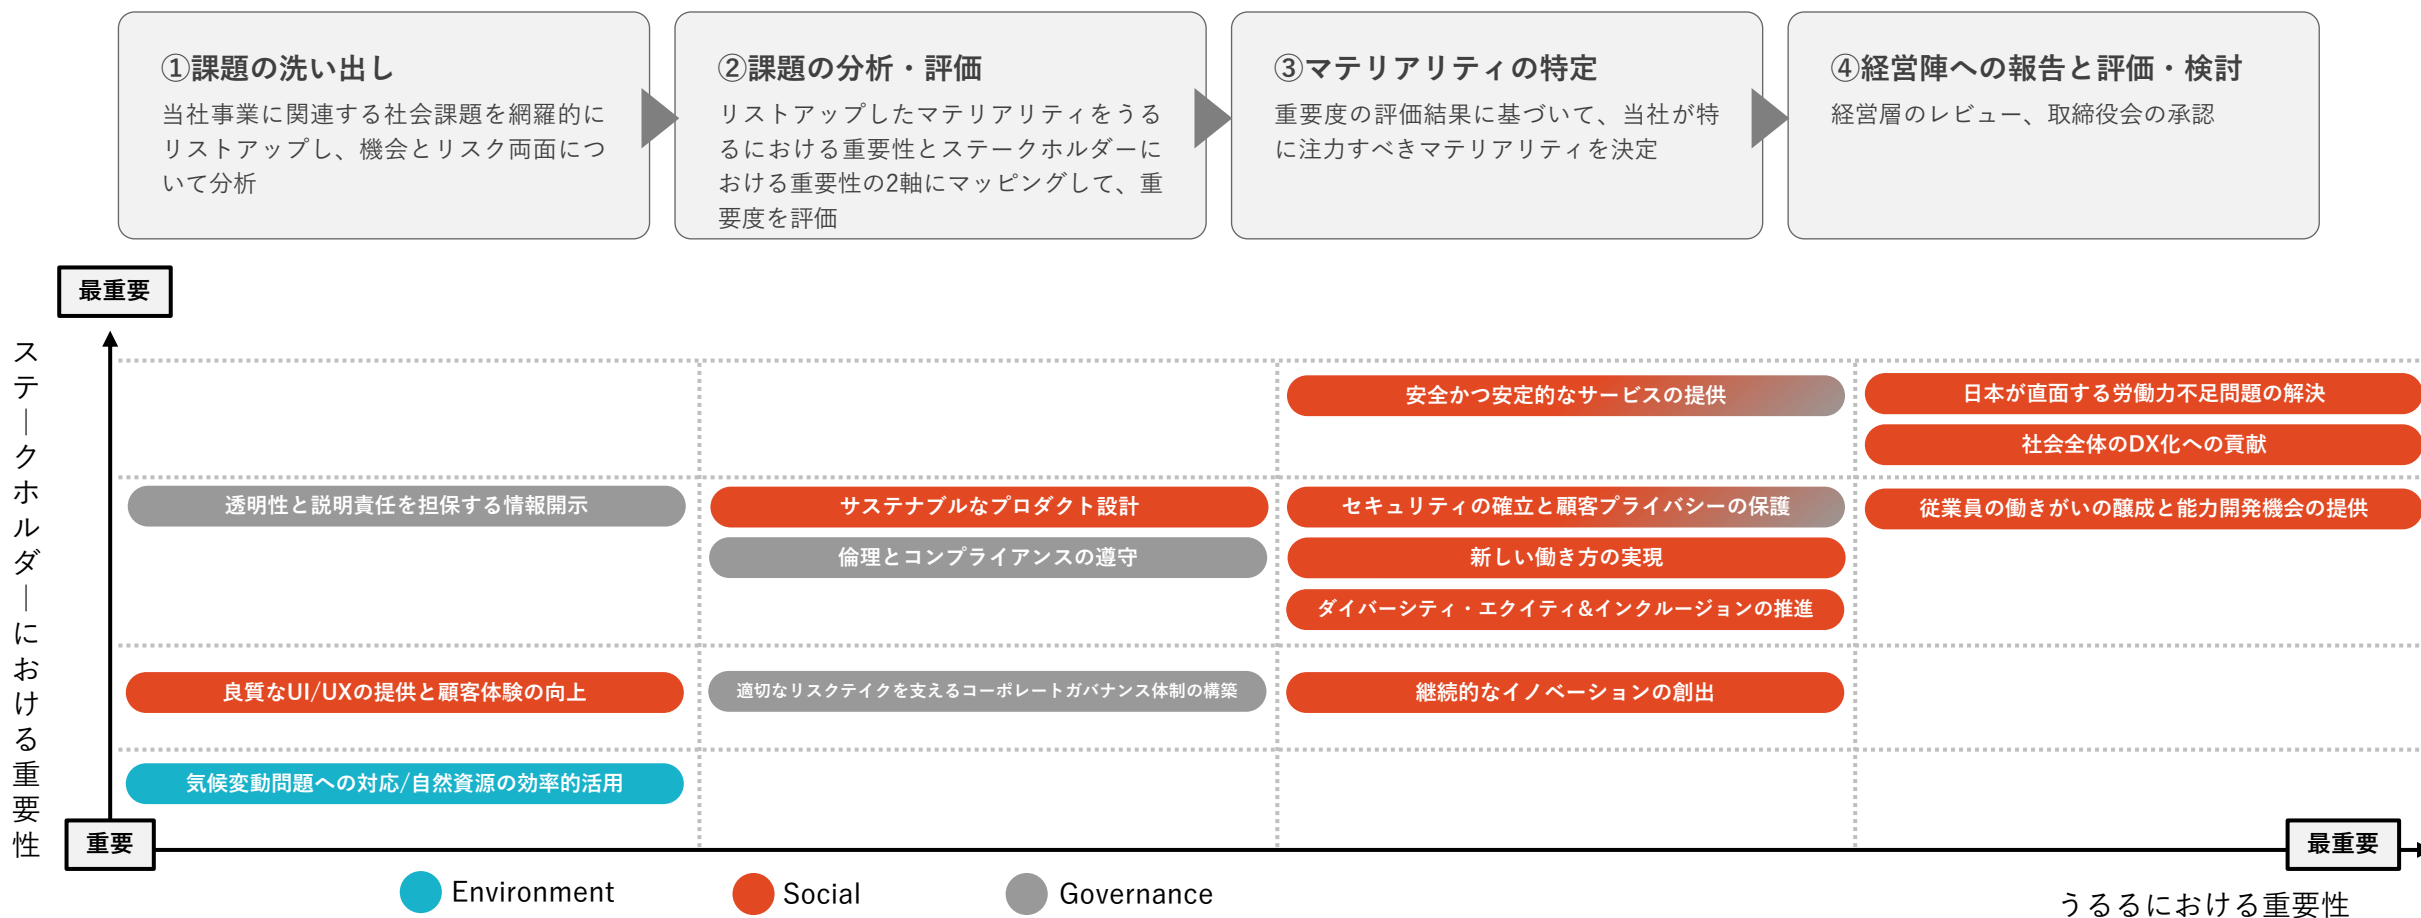 ①課題の洗い出し
当社事業に関連する社会課題を網羅的に
リストアップし、機会とリスク両面につ
いて分析
②課題の分析・評価
リストアップしたマテリアリティをうる
るにおける重要性とステークホルダーに
おける重要性の2軸にマッピングして、重
要度を評価
③マテリアリティの特定
重要度の評価結果に基づいて、当社が特
に注力すべきマテリアリティを決定
④経営陣への報告と評価・検討
経営層のレビュー、取締役会の承認
最重要
ステークホルダーにおける重要性
安全かつ安定的なサービスの提供
日本が直面する労働力不足問題の解決
社会全体のDX化への貢献
透明性と説明責任を担保する情報開示
サステナブルなプロダクト設計
倫理とコンプライアンスの遵守
セキュリティの確立と顧客プライバシーの保護
新しい働き方の実現
ダイバーシティ・エクイティ&インクルージョンの推進
従業員の働きがいの醸成と能力開発機会の提供
良質なUI/UXの提供と顧客体験の向上
適切なリスクテイクを支えるコーポレートガバナンス体制の構築
継続的なイノベーションの創出
気候変動問題への対応/自然資源の効率的活用
重要
最重要
Environment
Social
Governance
うるるにおける重要性